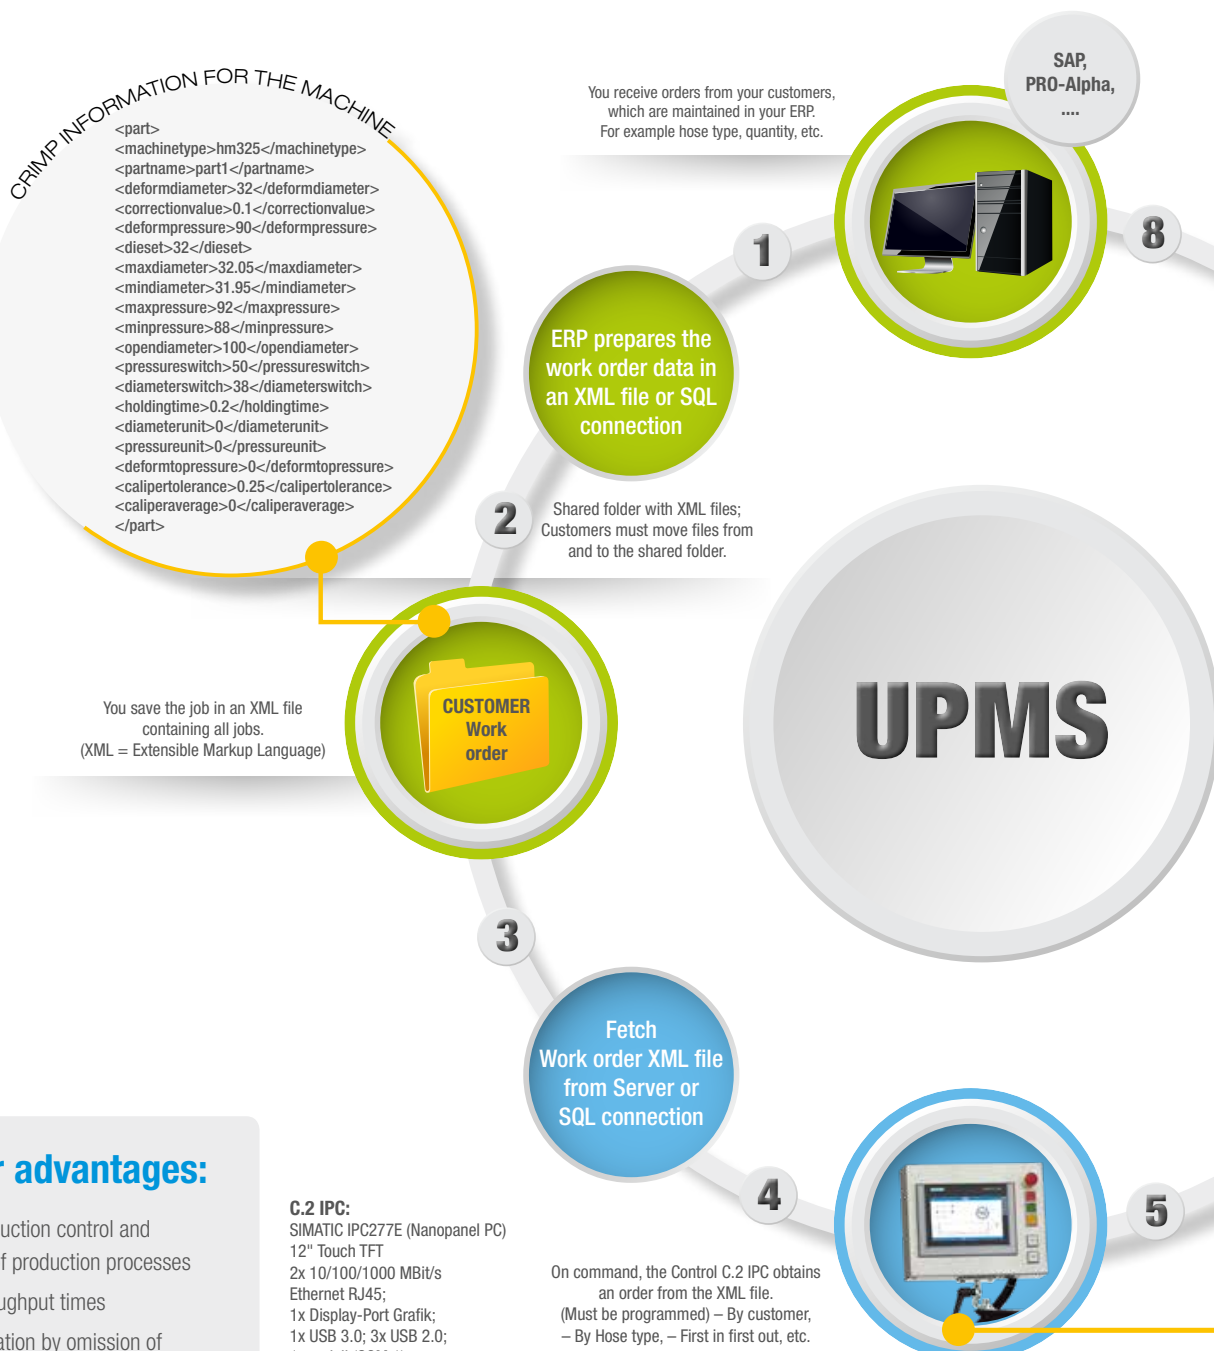 CRIMP INFORMATION FOR THE MACHINE
<part>
<machinetype>hm325</machinetype>
<partname>part1</partname>
<deformdiameter>32</deformdiameter>
<correctionvalue>0.1</correctionvalue>
<deformpressure>90</deformpressure>
<dieset>32</dieset>
<maxdiameter>32.05</maxdiameter>
<mindiameter>31.95</mindiameter>
<maxpressure>92</maxpressure>
<minpressure>88</minpressure>
<opendiameter>100</opendiameter>
<pressureswitch>50</pressureswitch>
<diameterswitch>38</diameterswitch>
<holdingtime>0.2</holdingtime>
<diameterunit>0</diameterunit>
<pressureunit>0</pressureunit>
<deformtopressure>0</deformtopressure>
<calipertolerance>0.25</calipertolerance>
<caliperaverage>0</caliperaverage>
</part>
You receive orders from your customers,
which are maintained in your ERP.
For example hose type, quantity, etc.
SAP,
PRO-Alpha,
....
1
8
ERP prepares the
work order data in
an XML file or SQL
connection
2
Shared folder with XML files;
Customers must move files from
and to the shared folder.
You save the job in an XML file
containing all jobs.
(XML = Extensible Markup Language)
CUSTOMER
Work
order
UPMS
3
Fetch
Work order XML file
from Server or
SQL connection
4
5
On command, the Control C.2 IPC obtains
an order from the XML file.
(Must be programmed) – By customer,
– By Hose type, – First in first out, etc.
C.2 IPC:
SIMATIC IPC277E (Nanopanel PC)
12" Touch TFT
2x 10/100/1000 MBit/s
Ethernet RJ45;
1x Display-Port Grafik;
1x USB 3.0; 3x USB 2.0;
advantages:
control and
production processes
times
by omission of